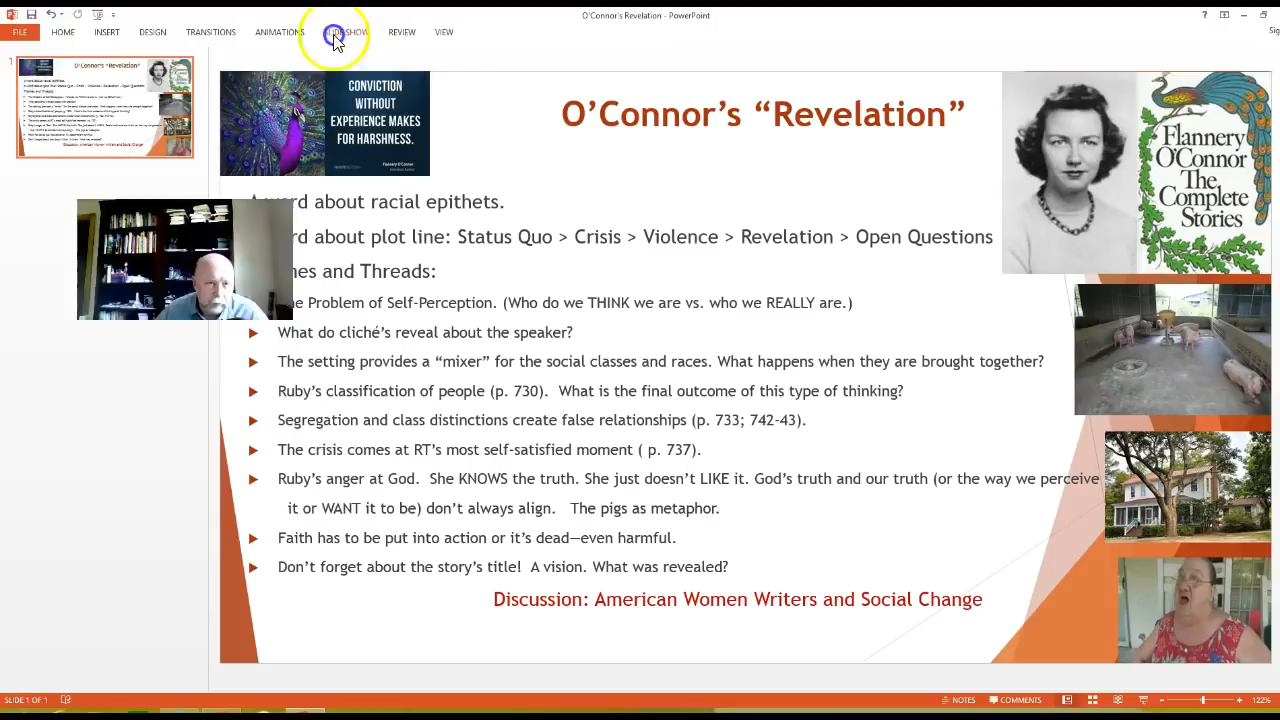 O'Connor's Revelation - PowerPoint
FILE HOME INSERT DESIGN TRANSITIONS ANIMATIONS SLIDE SHOW REVIEW VIEW
Sig
1
CONVICTION
WITHOUT
EXPERIENCE MAKES
FOR HARSHNESS.
Flannery O'Connor
O'Connor's “Revelation”
Flannery
O'Connor
The
Complete
Stories
word about racial epithets.
rd about plot line: Status Quo > Crisis > Violence > Revelation > Open Questions
mes and Threads:
e Problem of Self-Perception. (Who do we THINK we are vs. who we REALLY are.)
What do cliché's reveal about the speaker?
The setting provides a “mixer” for the social classes and races. What happens when they are brought together?
Ruby's classification of people (p. 730). What is the final outcome of this type of thinking?
Segregation and class distinctions create false relationships (p. 733; 742-43).
The crisis comes at RT's most self-satisfied moment ( p. 737).
Ruby's anger at God. She KNOWS the truth. She just doesn't LIKE it. God's truth and our truth (or the way we perceive
it or WANT it to be) don't always align. The pigs as metaphor.
Faith has to be put into action or it's dead—even harmful.
Don't forget about the story's title! A vision. What was revealed?
Discussion: American Women Writers and Social Change
SLIDE 1 OF 1
NOTES COMMENTS 122%